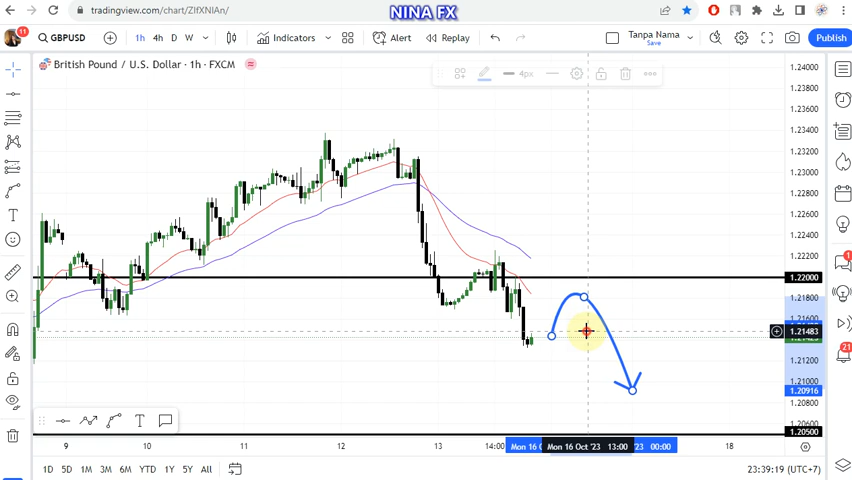 tradingview.com/chart/ZIfXNIAn/
NINA FX
11
GBPUSD
1h 4h D W
Indicators
Alert
Replay
Tanpa Nama
Save
Publish
British Pound / U.S. Dollar · 1h · FXCM
4px
1.24000
1.23800
1.23600
1.23400
1.23200
1.23000
1.22800
1.22600
1.22400
1.22000
1.21800
1.21600
1.21483
1.21200
1.21000
1.20916
1.20800
1.20500
9 10 11 12 13 14:00 Mon 16 Mon 16 Oct '23 13:00 '23 00:00 18
1D 5D 1M 3M 6M YTD 1Y 5Y All
23:39:19 (UTC+7)